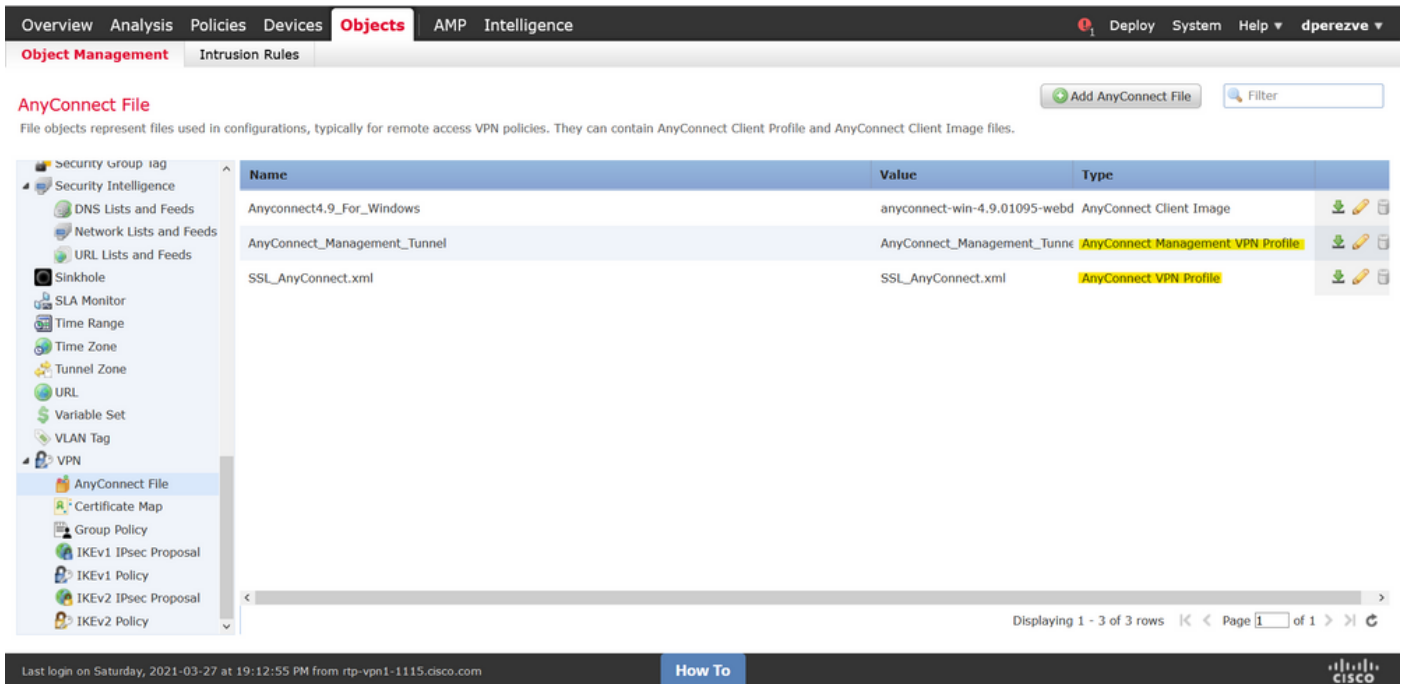 Overview Analysis Policies Devices Objects AMP Intelligence 1 Deploy System Help dperezve
Object Management Intrusion Rules
AnyConnect File
Add AnyConnect File Filter
File objects represent files used in configurations, typically for remote access VPN policies. They can contain AnyConnect Client Profile and AnyConnect Client Image files.
Security Group Tag
Security Intelligence
DNS Lists and Feeds
Network Lists and Feeds
URL Lists and Feeds
Sinkhole
SLA Monitor
Time Range
Time Zone
Tunnel Zone
URL
Variable Set
VLAN Tag
VPN
AnyConnect File
Certificate Map
Group Policy
IKEv1 IPsec Proposal
IKEv1 Policy
IKEv2 IPsec Proposal
IKEv2 Policy
Name Value Type
Anyconnect4.9_For_Windows anyconnect-win-4.9.01095-webd AnyConnect Client Image
AnyConnect_Management_Tunnel AnyConnect_Management_Tunne AnyConnect Management VPN Profile
SSL_AnyConnect.xml SSL_AnyConnect.xml AnyConnect VPN Profile
Displaying 1 - 3 of 3 rows Page 1 of 1
Last login on Saturday, 2021-03-27 at 19:12:55 PM from rtp-vpn1-1115.cisco.com How To CISCO